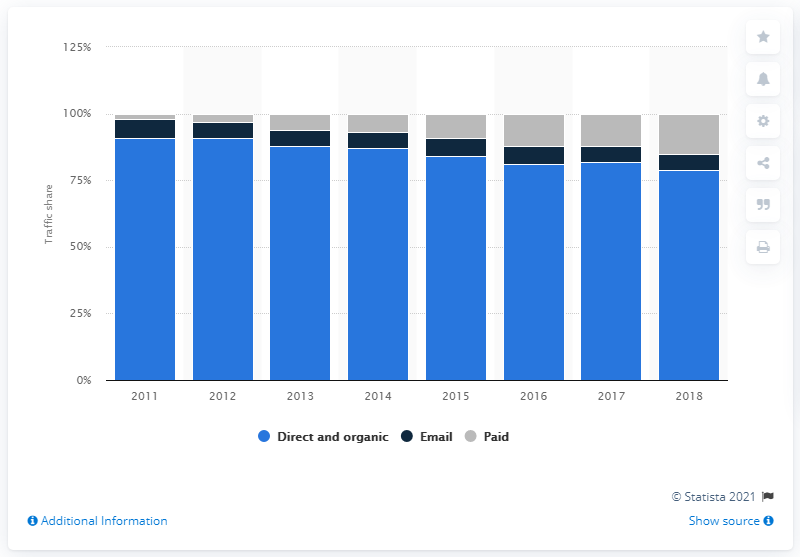 125%
100%
75%
50%
25%
0%
Traffic share
2011 2012 2013 2014 2015 2016 2017 2018
Direct and organic Email Paid
© Statista 2021
Additional Information Show source